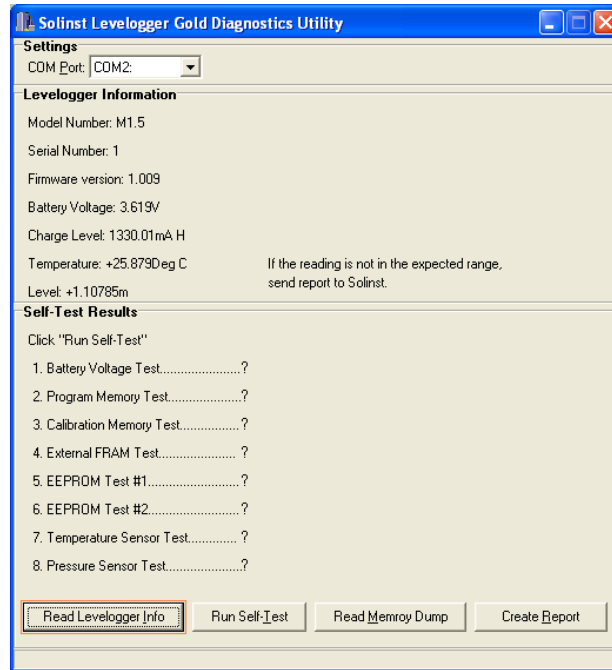 Solinst Levelogger Gold Diagnostics Utility
Settings
COM Port: COM2:
Levelogger Information
Model Number: M1.5
Serial Number: 1
Firmware version: 1.009
Battery Voltage: 3.619V
Charge Level: 1330.01mA H
Temperature: +25.879Deg C
If the reading is not in the expected range,
send report to Solinst.
Level: +1.10785m
Self-Test Results
Click "Run Self-Test"
1. Battery Voltage Test......................?
2. Program Memory Test....................?
3. Calibration Memory Test.................?
4. External FRAM Test..................... ?
5. EEPROM Test #1.........................?
6. EEPROM Test #2.........................?
7. Temperature Sensor Test............. ?
8. Pressure Sensor Test.....................?
Read Levelogger Info Run Self-Test Read Memroy Dump Create Report